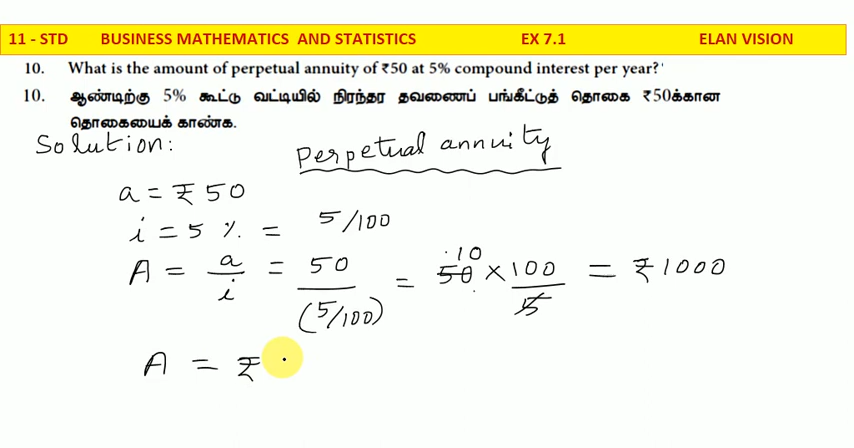 11 - STD BUSINESS MATHEMATICS AND STATISTICS EX 7.1 ELAN VISION
10. What is the amount of perpetual annuity of ₹50 at 5% compound interest per year?'
10. ஆண்டிற்கு 5% கூட்டு வட்டியில் நிரந்தர தவணைப் பங்கீட்டுத் தொகை ₹50க்கான
தொகையைக் காண்க.
Solution:
Perpetual annuity
a = ₹ 50
i = 5 %. = 5/100
A = a/i = 50/(5/100) = 10 50 × 100/5 = ₹1000
A = ₹